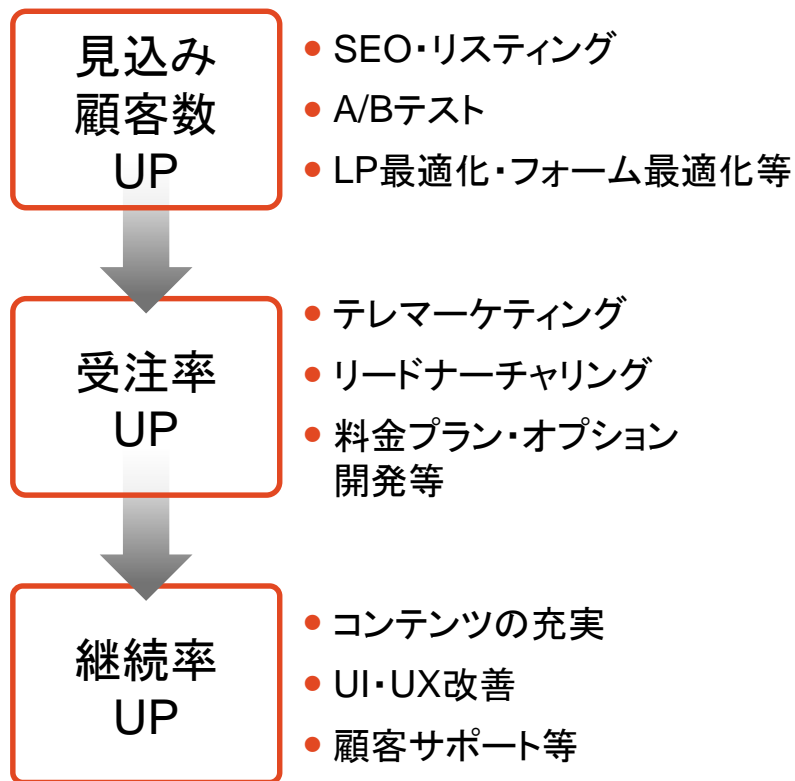 見込み
顧客数
UP
• SEO・リスティング
• A/Bテスト
• LP最適化・フォーム最適化等
受注率
UP
• テレマーケティング
• リードナーチャリング
• 料金プラン・オプション
開発等
継続率
UP
• コンテンツの充実
• UI・UX改善
• 顧客サポート等